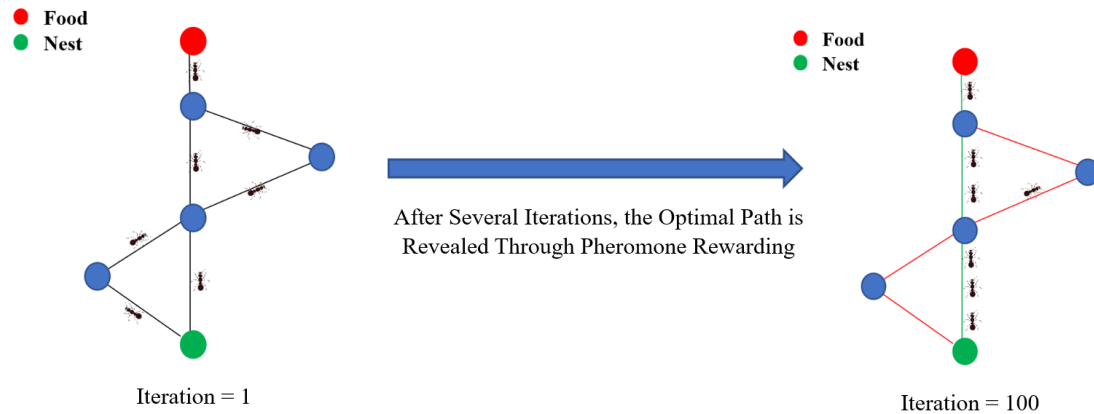 Food
Nest
Food
Nest
After Several Iterations, the Optimal Path is
Revealed Through Pheromone Rewarding
Iteration = 1
Iteration = 100